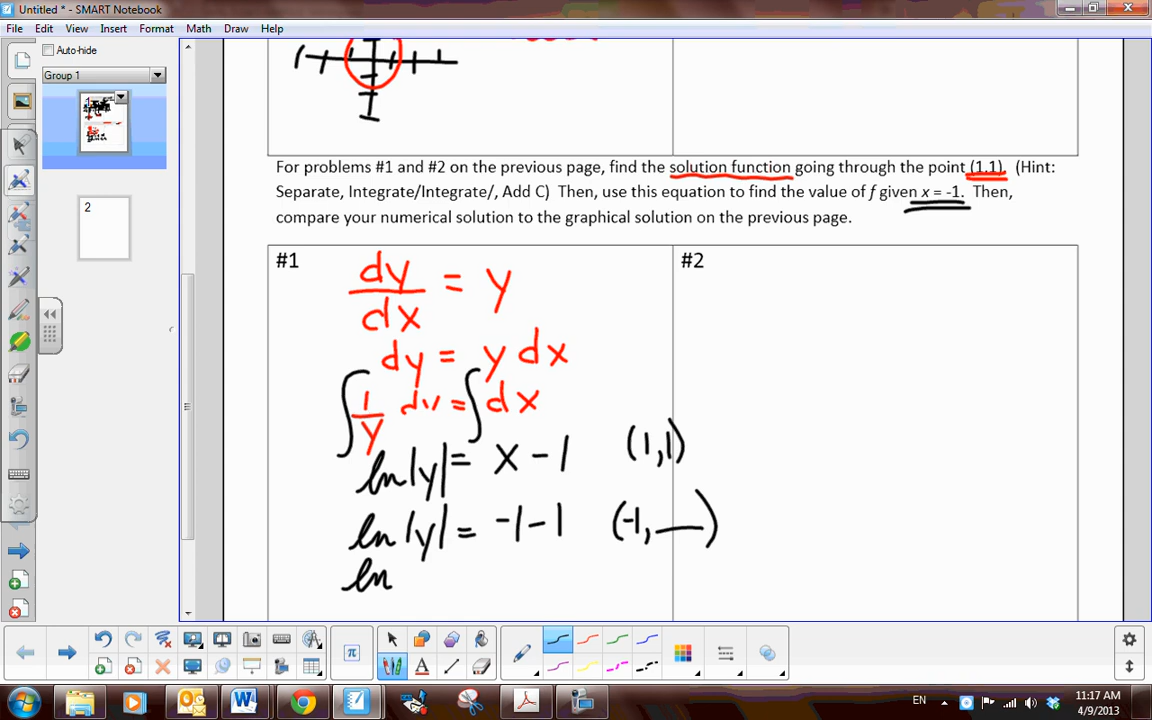 Untitled * - SMART Notebook
File Edit View Insert Format Math Draw Help
Auto-hide
Group 1
2
For problems #1 and #2 on the previous page, find the solution function going through the point (1,1). (Hint:
Separate, Integrate/Integrate/, Add C) Then, use this equation to find the value of f given x = -1. Then,
compare your numerical solution to the graphical solution on the previous page.
#1
dy/dx = y
dy = y dx
∫ 1/y dy = ∫ dx
ln|y| = x - 1 (1,1)
ln|y| = -1 - 1 (-1, __)
ln
#2
EN
11:17 AM
4/9/2013